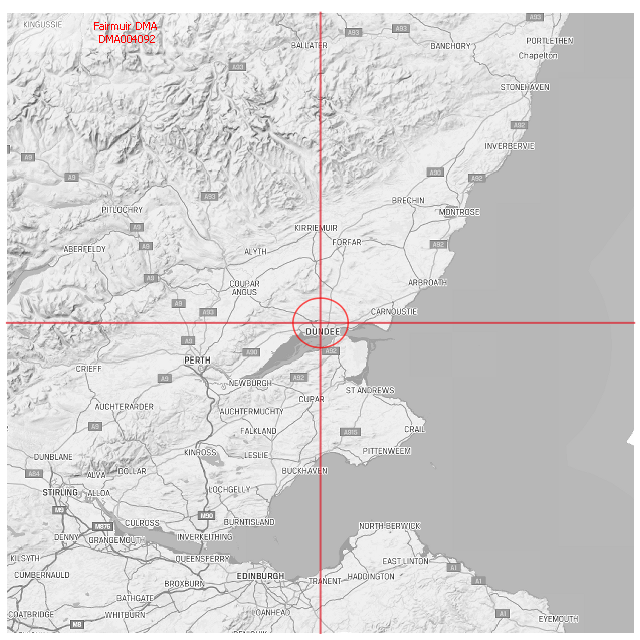 KINGUSSIE
Fairmuir DMA
DMA004092
A93
PORTLETHEN
BALLATER
A93
A93
BANCHORY
Chapelton
A93
STONEHAVEN
A92
A9
INVERBERVIE
A9
A90
A92
A93
BRECHIN
PITLOCHRY
MONTROSE
A9
KIRRIEMUIR
A9
FORFAR
A92
ABERFELDY
ALYTH
A9
COUPAR
ANGUS
ARBROATH
A9
A93
CARNOUSTIE
DUNDEE
A9
PERTH
A90
A92
CRIEFF
A9
NEWBURGH
A92
ST ANDREWS
CUPAR
AUCHTERARDER
AUCHTERMUCHTY
A9
FALKLAND
A915
CRAIL
KINROSS
LESLIE
PITTENWEEM
DUNBLANE
A84
ALVA
DOLLAR
BUCKHAVEN
STIRLING
ALLOA
LOCHGELLY
M9
M90
M876
CULROSS
BURNTISLAND
NORTH BERWICK
DENNY
GRANGEMOUTH
INVERKEITHING
KILSYTH
QUEENSFERRY
EAST LINTON
A1
CUMBERNAULD
BROXBURN
EDINBURGH
TRANENT
HADDINGTON
A1
BATHGATE
COATBRIDGE
WHITBURN
DANHEAD
A1
EYEMOUTH
M8